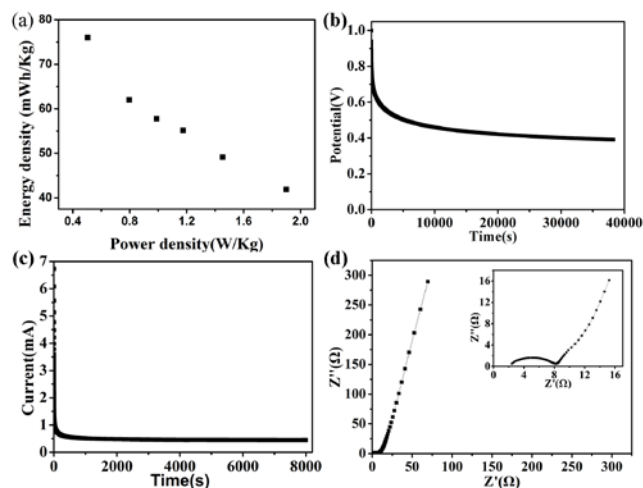 (a)
Energy density (mWh/Kg)
80
70
60
50
40
0.4 0.8 1.2 1.6 2.0
Power density(W/Kg)
(b)
Potential(V)
1.0
0.8
0.6
0.4
0.2
0.0
0 10000 20000 30000 40000
Time(s)
(c)
Current(mA)
7
6
5
4
3
2
1
0
0 2000 4000 6000 8000
Time(s)
(d)
Z''(Ω)
300
250
200
150
100
50
0
0 50 100 150 200 250 300
Z'(Ω)
Z''(Ω)
16
12
8
4
0
0 4 8 12 16
Z'(Ω)